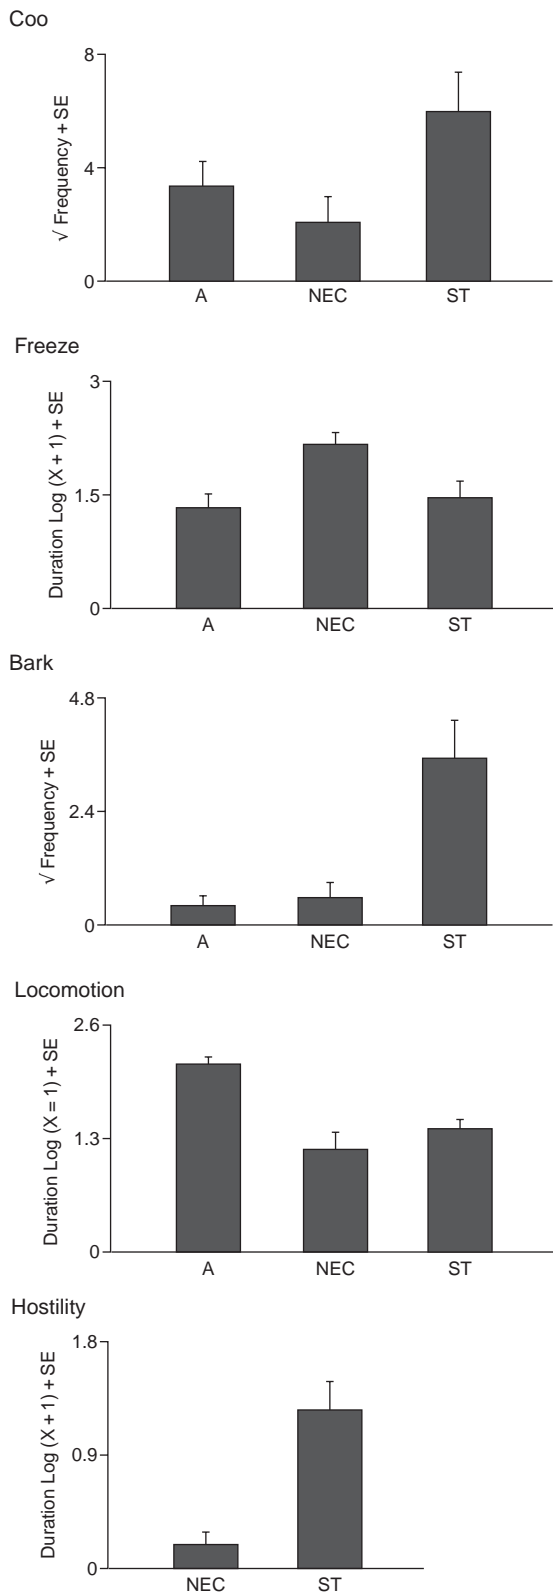 Coo
√ Frequency + SE
8
4
0
A NEC ST
Freeze
Duration Log (X + 1) + SE
3
1.5
0
A NEC ST
Bark
√ Frequency + SE
4.8
2.4
0
A NEC ST
Locomotion
Duration Log (X = 1) + SE
2.6
1.3
0
A NEC ST
Hostility
Duration Log (X + 1) + SE
1.8
0.9
0
NEC ST